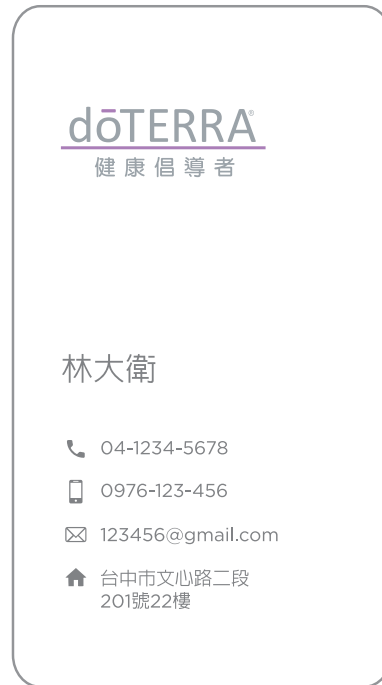 dōTERRA®
健康倡導者
林大衛
04-1234-5678
0976-123-456
123456@gmail.com
台中市文心路二段
201號22樓